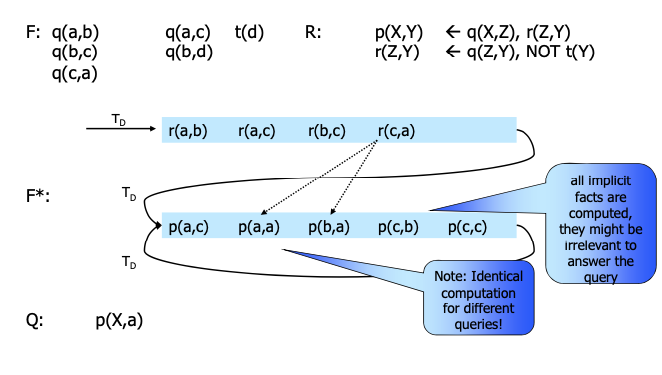 F: q(a,b) q(a,c) t(d) R: p(X,Y) ← q(X,Z), r(Z,Y)
q(b,c) q(b,d) r(Z,Y) ← q(Z,Y), NOT t(Y)
q(c,a)
T_D
r(a,b) r(a,c) r(b,c) r(c,a)
F*:
T_D
p(a,c) p(a,a) p(b,a) p(c,b) p(c,c)
T_D
all implicit
facts are
computed,
they might be
irrelevant to
answer the
query
Note: Identical
computation
for different
queries!
Q: p(X,a)